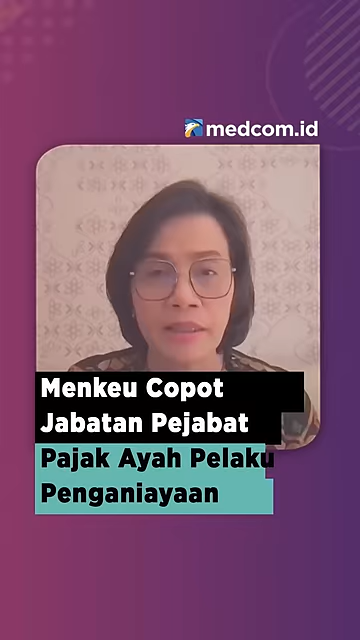 medcom.id
Menkeu Copot
Jabatan Pejabat
Pajak Ayah Pelaku
Penganiayaan